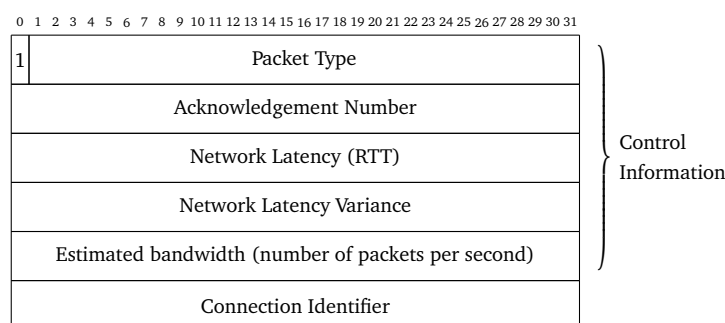 0 1 2 3 4 5 6 7 8 9 10 11 12 13 14 15 16 17 18 19 20 21 22 23 24 25 26 27 28 29 30 31
1 Packet Type
Acknowledgement Number
Network Latency (RTT)
Control
Information
Network Latency Variance
Estimated bandwidth (number of packets per second)
Connection Identifier